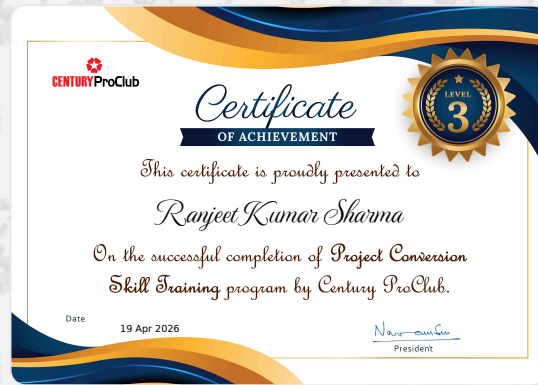 CENTURY ProClub
Certificate
OF ACHIEVEMENT
LEVEL
3
This certificate is proudly presented to
Ranjeet Kumar Sharma
On the successful completion of Project Conversion
Skill Training program by Century ProClub.
Date
19 Apr 2026
President